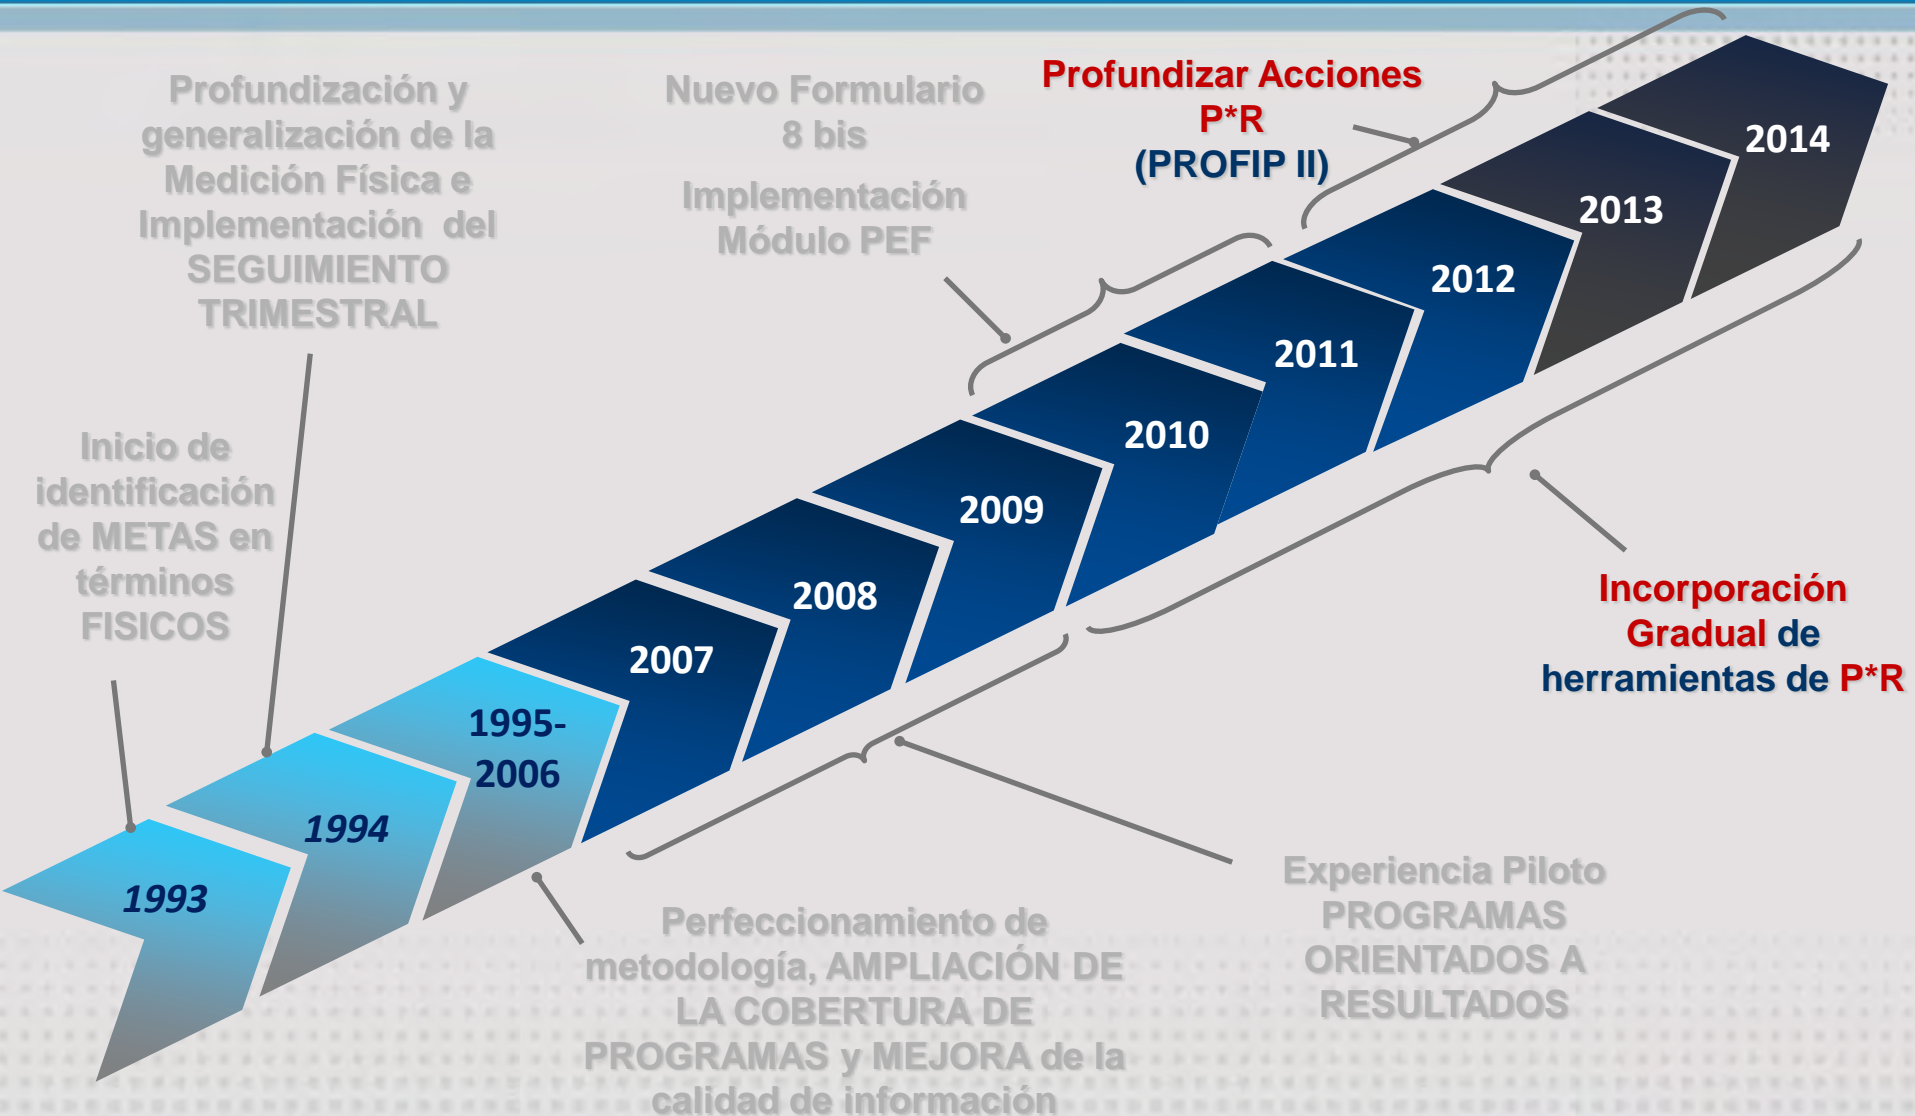 Profundización y
generalización de la
Medición Física e
Implementación del
SEGUIMIENTO
TRIMESTRAL
Nuevo Formulario
8 bis
Implementación
Módulo PEF
Profundizar Acciones
P*R
(PROFIP II)
Inicio de
identificación
de METAS en
términos
FISICOS
1993
1994
1995-
2006
2007
2008
2009
2010
2011
2012
2013
2014
Incorporación
Gradual de
herramientas de P*R
Perfeccionamiento de
metodología, AMPLIACIÓN DE
LA COBERTURA DE
PROGRAMAS y MEJORA de la
calidad de información
Experiencia Piloto
PROGRAMAS
ORIENTADOS A
RESULTADOS